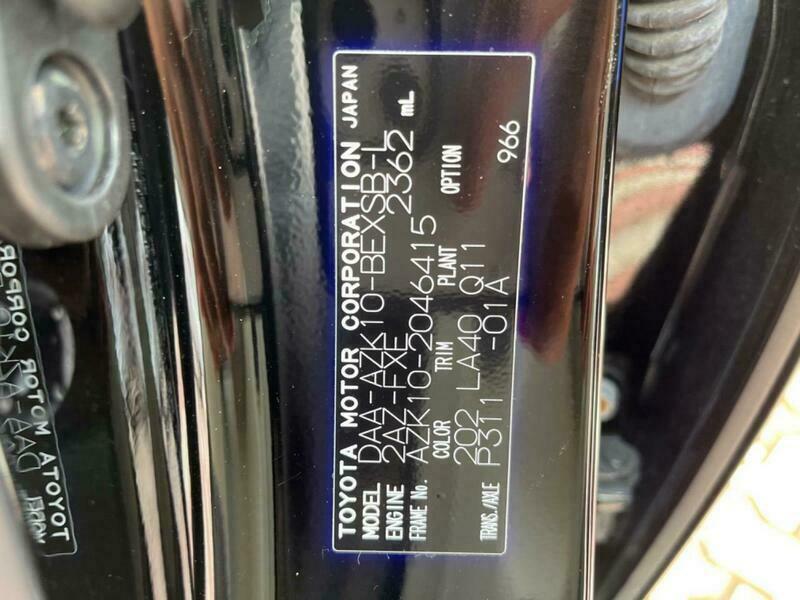 TOYOTA MOTOR CORPORATION JAPAN
MODEL DAA-AZK10-BEXSB-L
ENGINE 2AZ-FXE 2362 mL
FRAME No. AZK10-2046415
COLOR TRIM PLANT OPTION
202 LA40 Q11
TRANS./AXLE P311 -01A 966